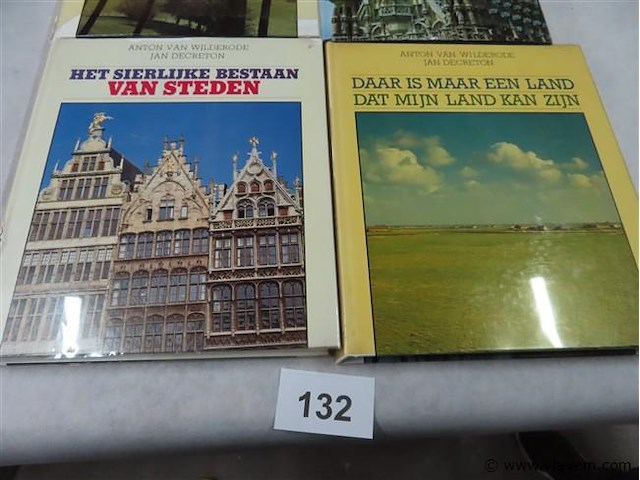 ANTON VAN WILDERODE
JAN DECRETON
HET SIERLIJKE BESTAAN
VAN STEDEN
ANTON VAN WILDERODE
JAN DECRETON
DAAR IS MAAR EEN LAND
DAT MIJN LAND KAN ZIJN
132